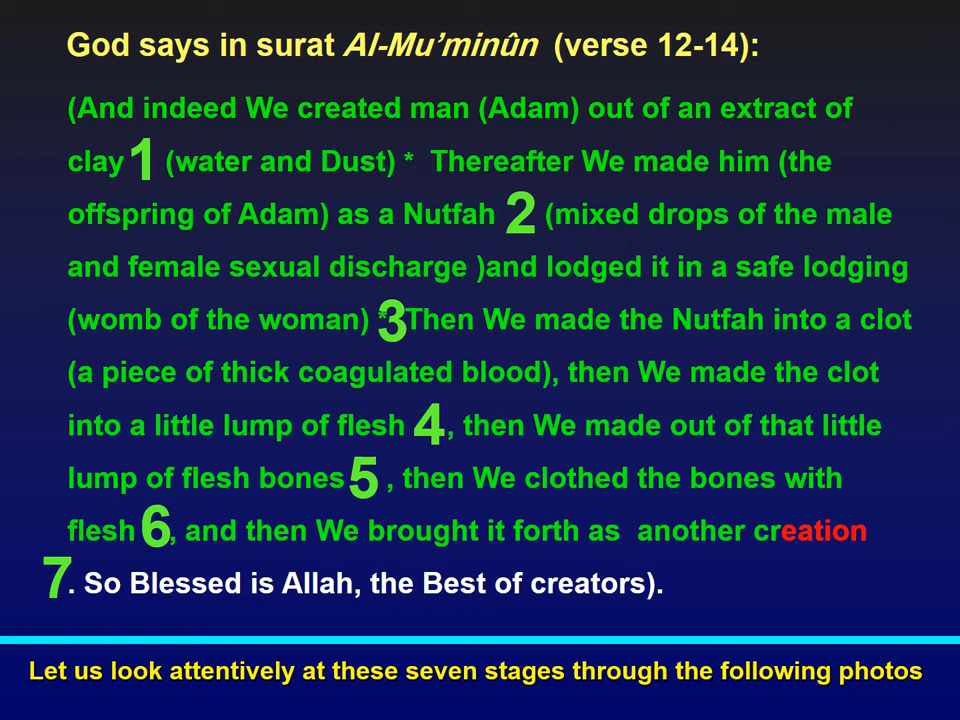 God says in surat Al-Mu’minûn (verse 12-14):
(And indeed We created man (Adam) out of an extract of
clay 1 (water and Dust) * Thereafter We made him (the
offspring of Adam) as a Nutfah 2 (mixed drops of the male
and female sexual discharge )and lodged it in a safe lodging
(womb of the woman) * 3 Then We made the Nutfah into a clot
(a piece of thick coagulated blood), then We made the clot
into a little lump of flesh 4 , then We made out of that little
lump of flesh bones 5 , then We clothed the bones with
flesh 6 , and then We brought it forth as another creation
7 . So Blessed is Allah, the Best of creators).
Let us look attentively at these seven stages through the following photos